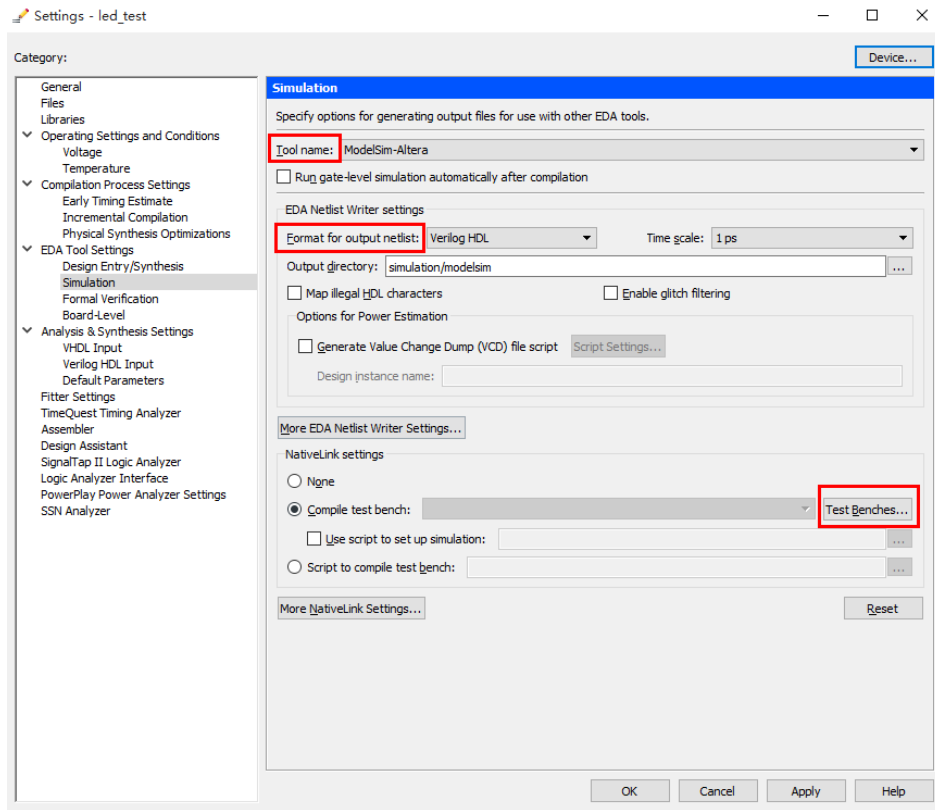 Settings - led_test
Category:
Device...
General
Files
Libraries
Operating Settings and Conditions
Voltage
Temperature
Compilation Process Settings
Early Timing Estimate
Incremental Compilation
Physical Synthesis Optimizations
EDA Tool Settings
Design Entry/Synthesis
Simulation
Formal Verification
Board-Level
Analysis & Synthesis Settings
VHDL Input
Verilog HDL Input
Default Parameters
Fitter Settings
TimeQuest Timing Analyzer
Assembler
Design Assistant
SignalTap II Logic Analyzer
Logic Analyzer Interface
PowerPlay Power Analyzer Settings
SSN Analyzer
Simulation
Specify options for generating output files for use with other EDA tools.
Tool name: ModelSim-Altera
Run gate-level simulation automatically after compilation
EDA Netlist Writer settings
Format for output netlist: Verilog HDL Time scale: 1 ps
Output directory: simulation/modelsim ...
Map illegal HDL characters Enable glitch filtering
Options for Power Estimation
Generate Value Change Dump (VCD) file script Script Settings...
Design instance name:
More EDA Netlist Writer Settings...
NativeLink settings
None
Compile test bench: Test Benches...
Use script to set up simulation: ...
Script to compile test bench: ...
More NativeLink Settings... Reset
OK Cancel Apply Help